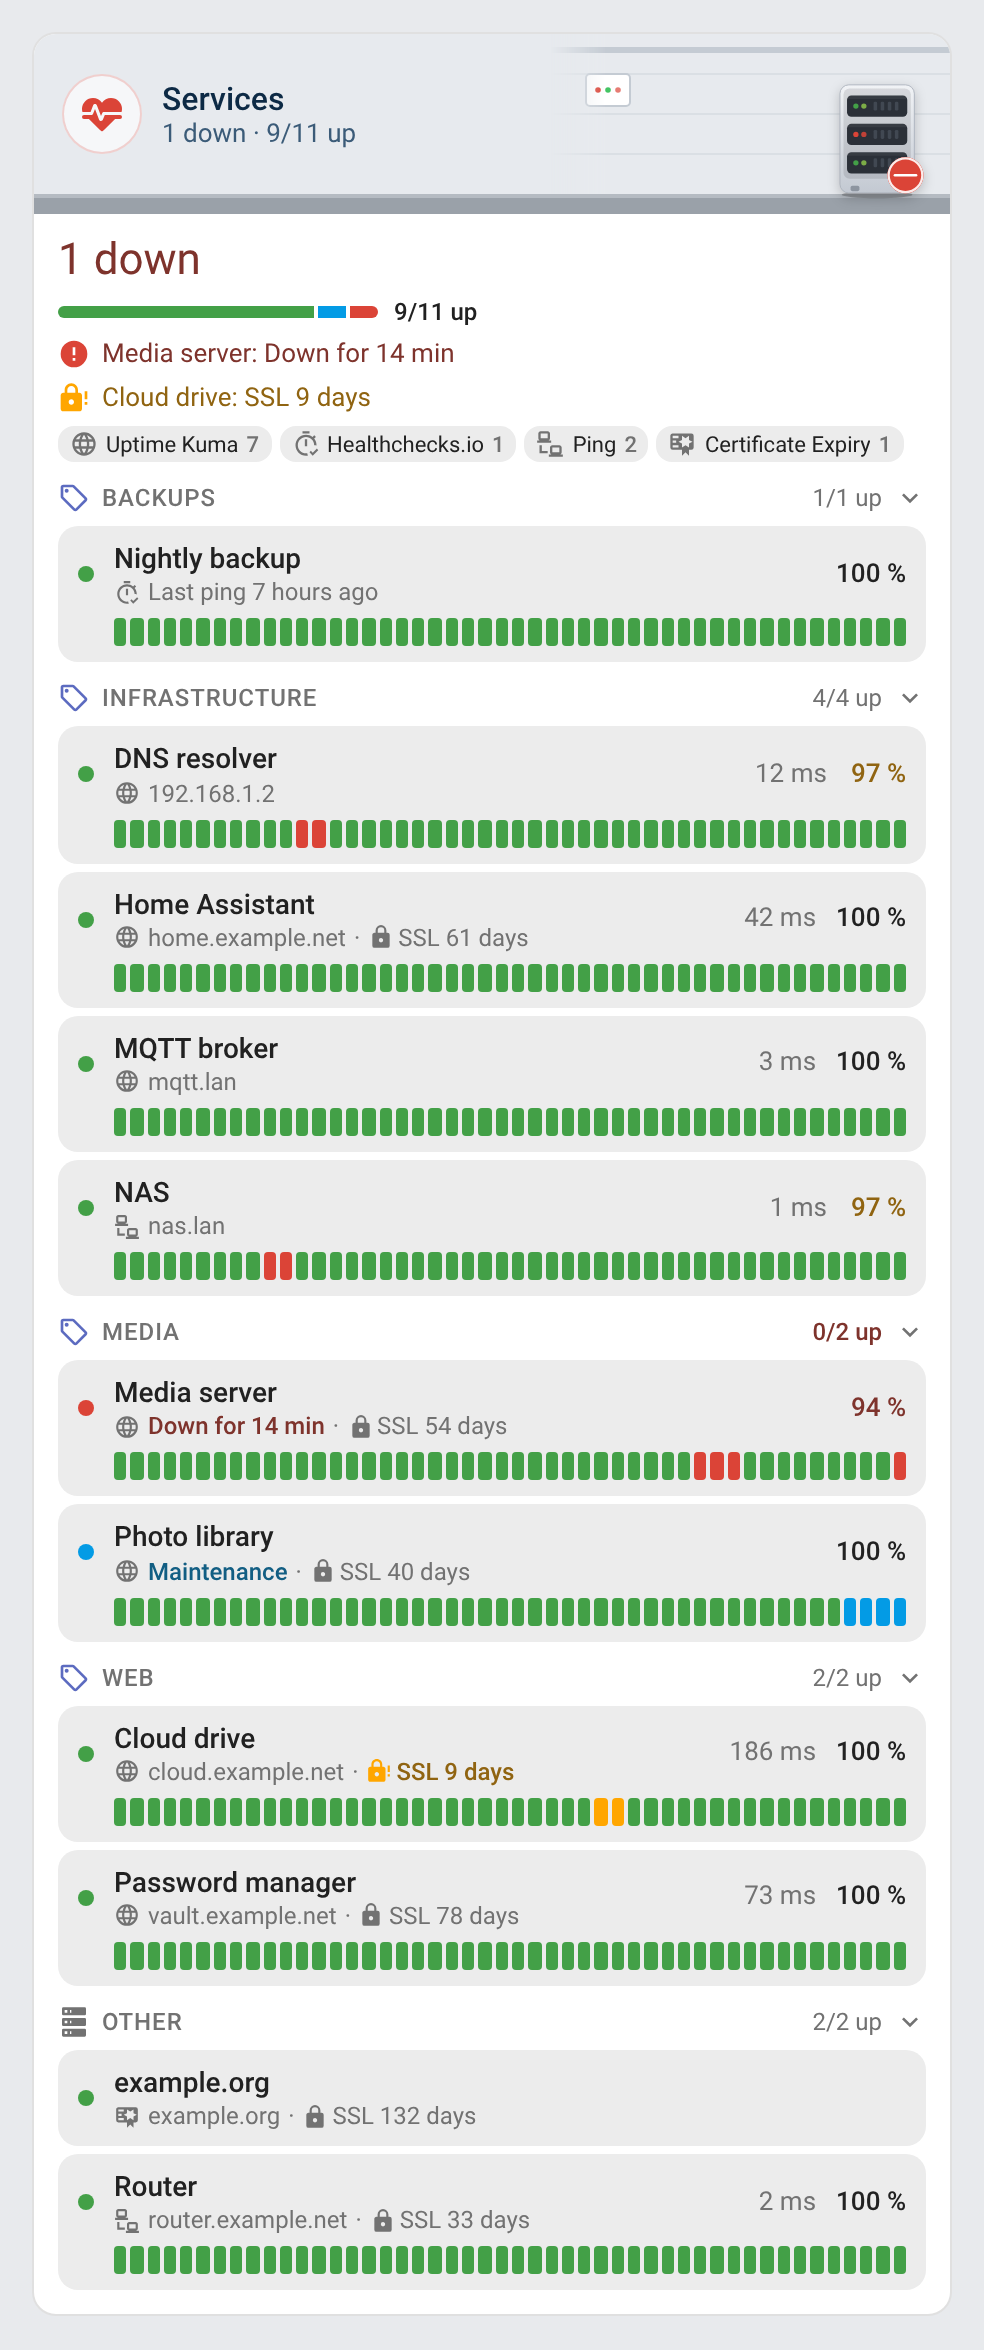 Services
1 down · 9/11 up
1 down
9/11 up
Media server: Down for 14 min
Cloud drive: SSL 9 days
Uptime Kuma 7 Healthchecks.io 1 Ping 2 Certificate Expiry 1
BACKUPS 1/1 up
Nightly backup
100 %
Last ping 7 hours ago
INFRASTRUCTURE 4/4 up
DNS resolver
12 ms 97 %
192.168.1.2
Home Assistant
42 ms 100 %
home.example.net · SSL 61 days
MQTT broker
3 ms 100 %
mqtt.lan
NAS
1 ms 97 %
nas.lan
MEDIA 0/2 up
Media server
94 %
Down for 14 min · SSL 54 days
Photo library
100 %
Maintenance · SSL 40 days
WEB 2/2 up
Cloud drive
186 ms 100 %
cloud.example.net · SSL 9 days
Password manager
73 ms 100 %
vault.example.net · SSL 78 days
OTHER 2/2 up
example.org
example.org · SSL 132 days
Router
2 ms 100 %
router.example.net · SSL 33 days